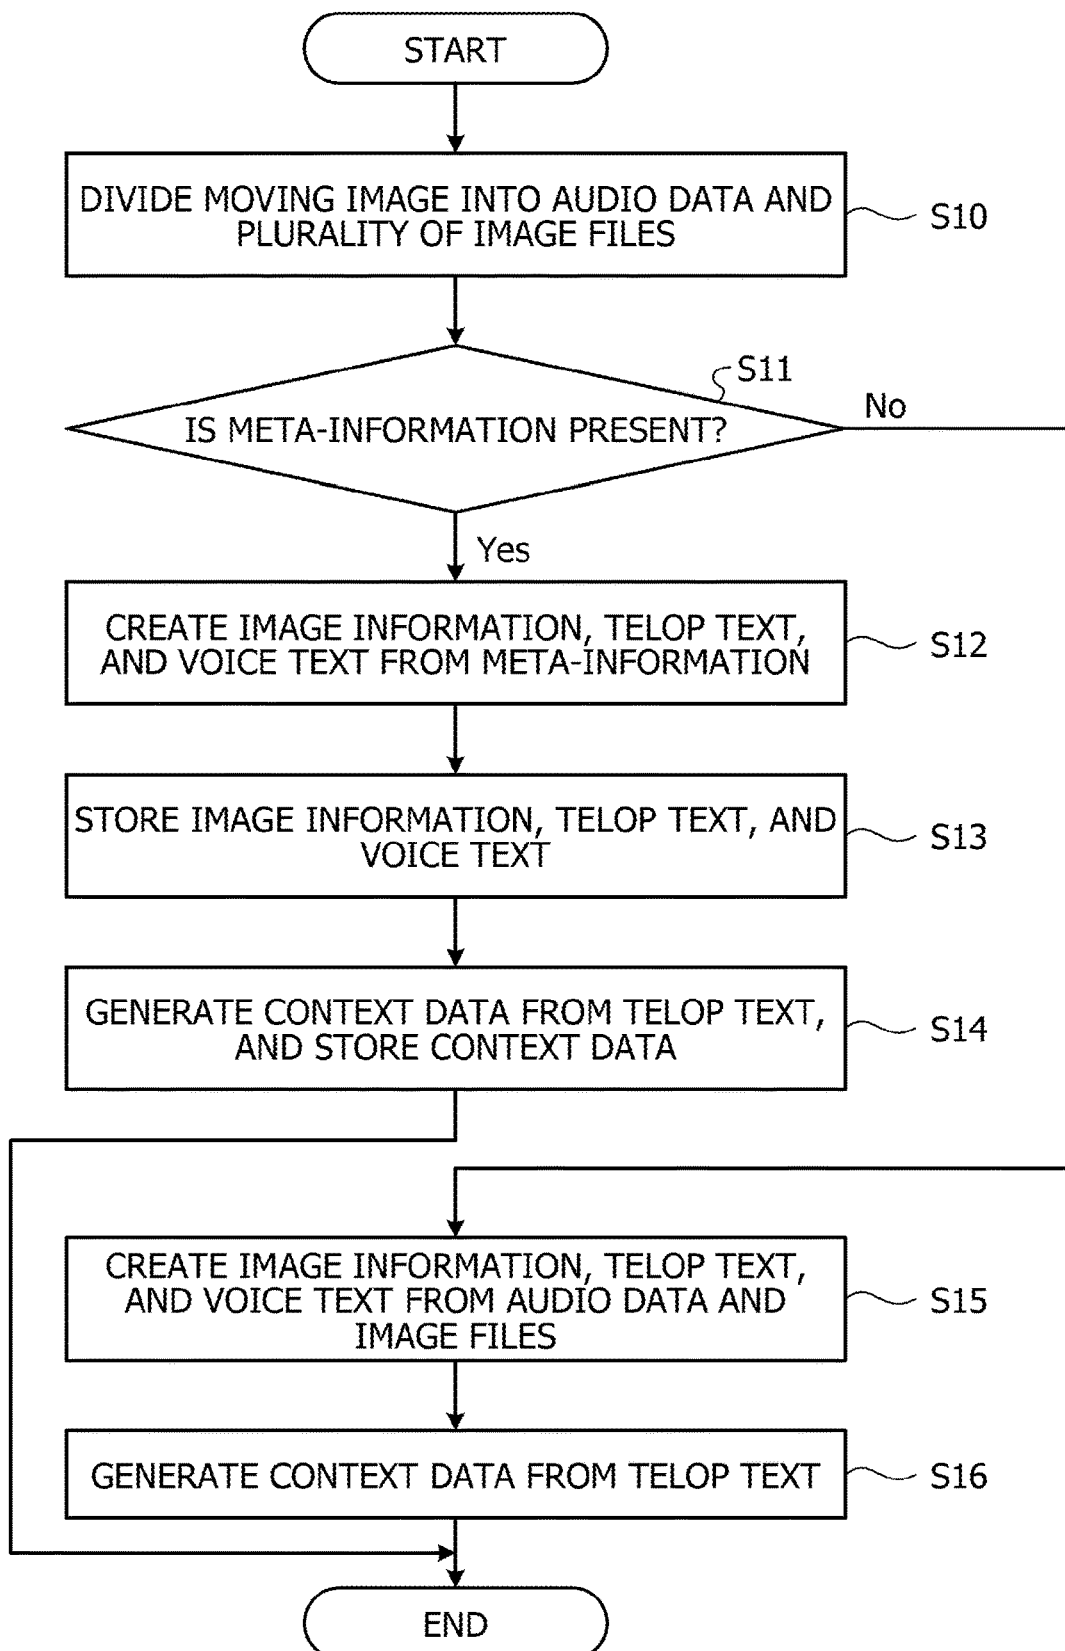 START
DIVIDE MOVING IMAGE INTO AUDIO DATA AND
PLURALITY OF IMAGE FILES
S10
S11
IS META-INFORMATION PRESENT?
No
Yes
CREATE IMAGE INFORMATION, TELOP TEXT,
AND VOICE TEXT FROM META-INFORMATION
S12
STORE IMAGE INFORMATION, TELOP TEXT, AND
VOICE TEXT
S13
GENERATE CONTEXT DATA FROM TELOP TEXT,
AND STORE CONTEXT DATA
S14
CREATE IMAGE INFORMATION, TELOP TEXT,
AND VOICE TEXT FROM AUDIO DATA AND
IMAGE FILES
S15
GENERATE CONTEXT DATA FROM TELOP TEXT
S16
END